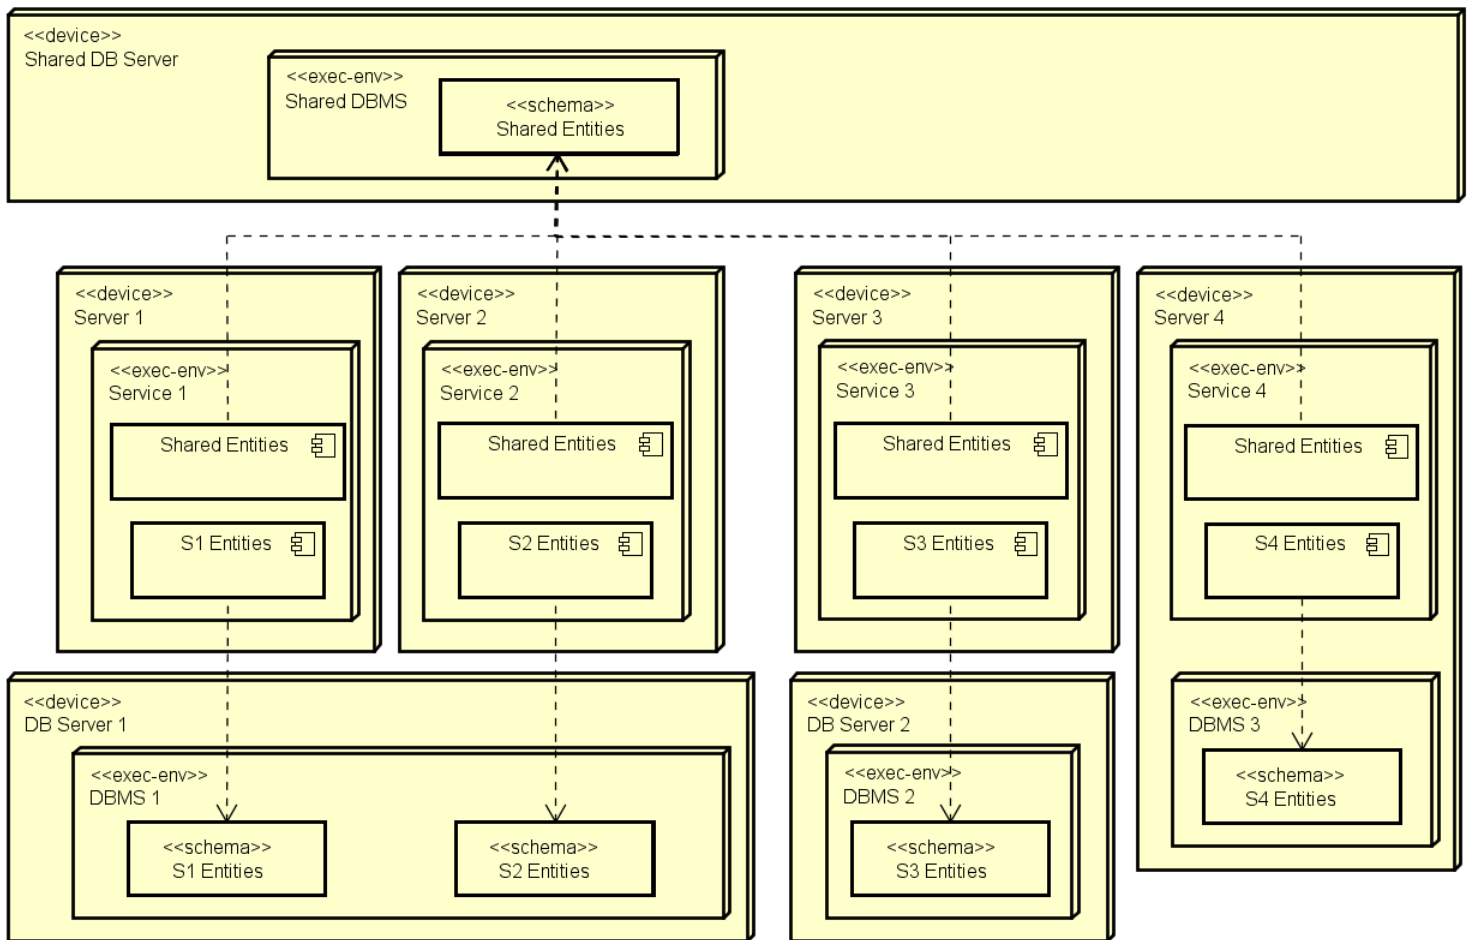 <<device>>
Shared DB Server
<<exec-env>>
Shared DBMS
<<schema>>
Shared Entities
<<device>>
Server 1
<<exec-env>>
Service 1
Shared Entities
S1 Entities
<<device>>
Server 2
<<exec-env>>
Service 2
Shared Entities
S2 Entities
<<device>>
Server 3
<<exec-env>>
Service 3
Shared Entities
S3 Entities
<<device>>
Server 4
<<exec-env>>
Service 4
Shared Entities
S4 Entities
<<device>>
DB Server 1
<<exec-env>>
DBMS 1
<<schema>>
S1 Entities
<<schema>>
S2 Entities
<<device>>
DB Server 2
<<exec-env>>
DBMS 2
<<schema>>
S3 Entities
<<exec-env>>
DBMS 3
<<schema>>
S4 Entities